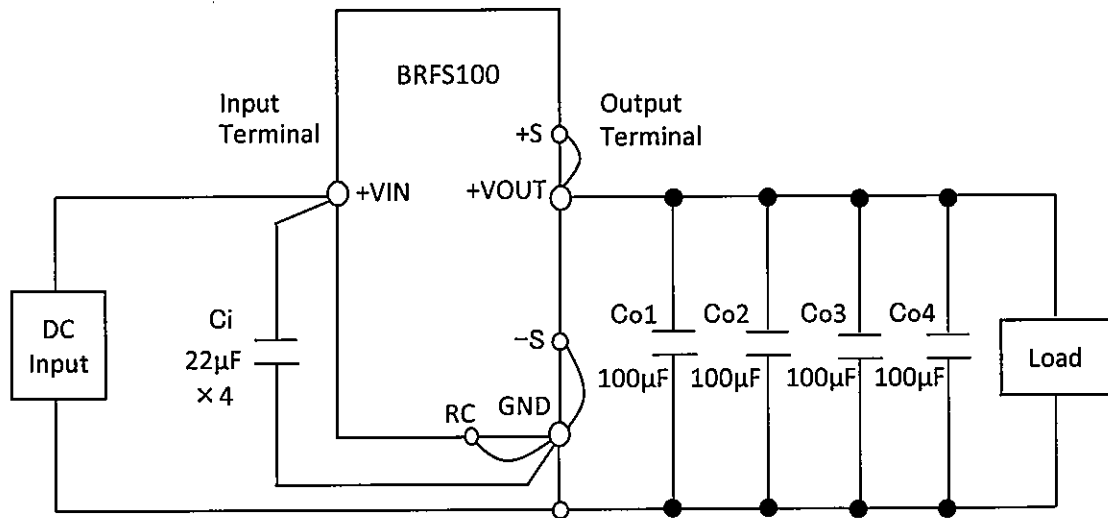 BRFS100
Input
Terminal
Output
Terminal
+S
+VIN
+VOUT
DC
Input
Ci
22μF
×4
−S
Co1
Co2
Co3
Co4
100μF
100μF
100μF
100μF
Load
RC
GND